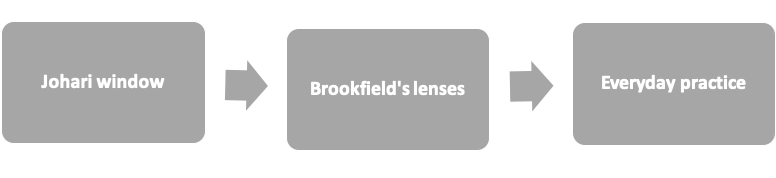 Johari window
Brookfield's lenses
Everyday practice